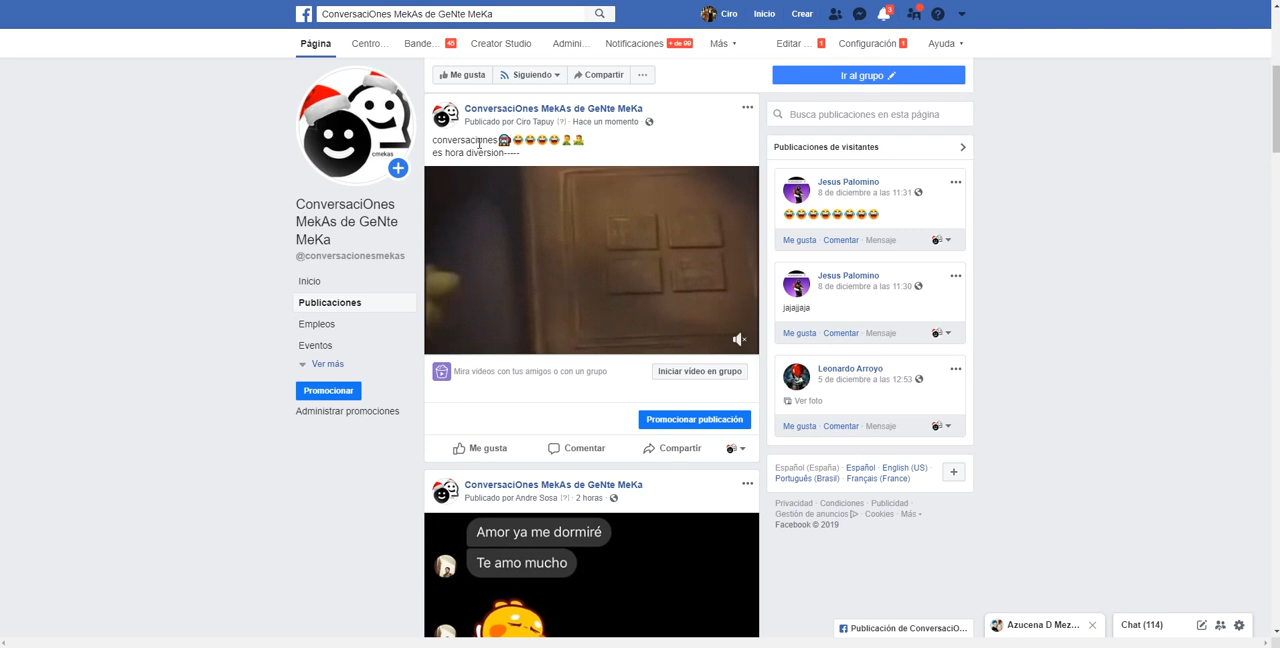 ConversaciOnes MekAs de GeNte MeKa
Ciro Inicio Crear 3
Página Centro... Bande... 45 Creator Studio Admini... Notificaciones + de 99 Más Editar ... 1 Configuración 1 Ayuda
Me gusta Siguiendo Compartir ...
Ir al grupo
cmekas
ConversaciOnes MekAs de GeNte MeKa
@conversacionesmekas
Inicio
Publicaciones
Empleos
Eventos
Ver más
Promocionar
Administrar promociones
ConversaciOnes MekAs de GeNte MeKa
Publicado por Ciro Tapuy [?] · Hace un momento ·
conversaciones
es hora diversion-----
Mira videos con tus amigos o con un grupo
Iniciar vídeo en grupo
Promocionar publicación
Me gusta Comentar Compartir
ConversaciOnes MekAs de GeNte MeKa
Publicado por Andre Sosa [?] · 2 horas ·
Amor ya me dormiré
Te amo mucho
Busca publicaciones en esta página
Publicaciones de visitantes
Jesus Palomino
8 de diciembre a las 11:31
Me gusta · Comentar · Mensaje
Jesus Palomino
8 de diciembre a las 11:30
jajajjaja
Me gusta · Comentar · Mensaje
Leonardo Arroyo
5 de diciembre a las 12:53
Ver foto
Me gusta · Comentar · Mensaje
Español (España) · Español · English (US) ·
Português (Brasil) · Français (France)
Privacidad · Condiciones · Publicidad ·
Gestión de anuncios · Cookies · Más
Facebook © 2019
Publicación de ConversaciO...
Azucena D Mez...
Chat (114)